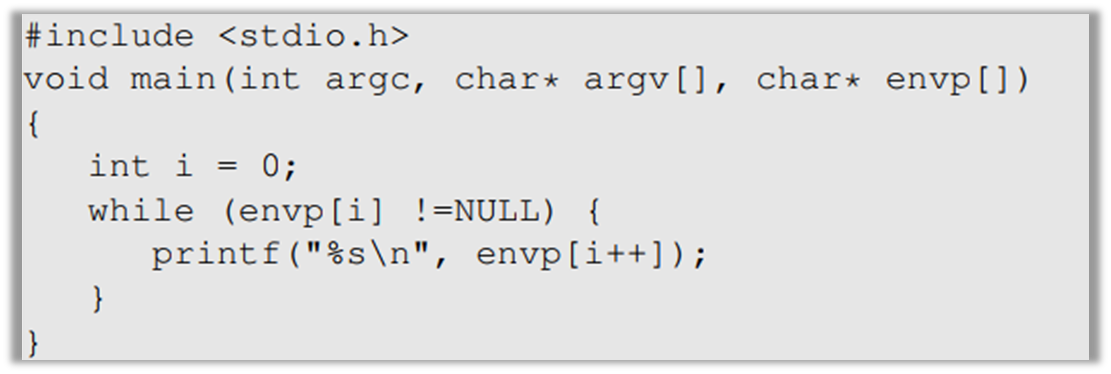 #include <stdio.h>
void main(int argc, char* argv[], char* envp[])
{
   int i = 0;
   while (envp[i] !=NULL) {
      printf("%s\n", envp[i++]);
   }
}